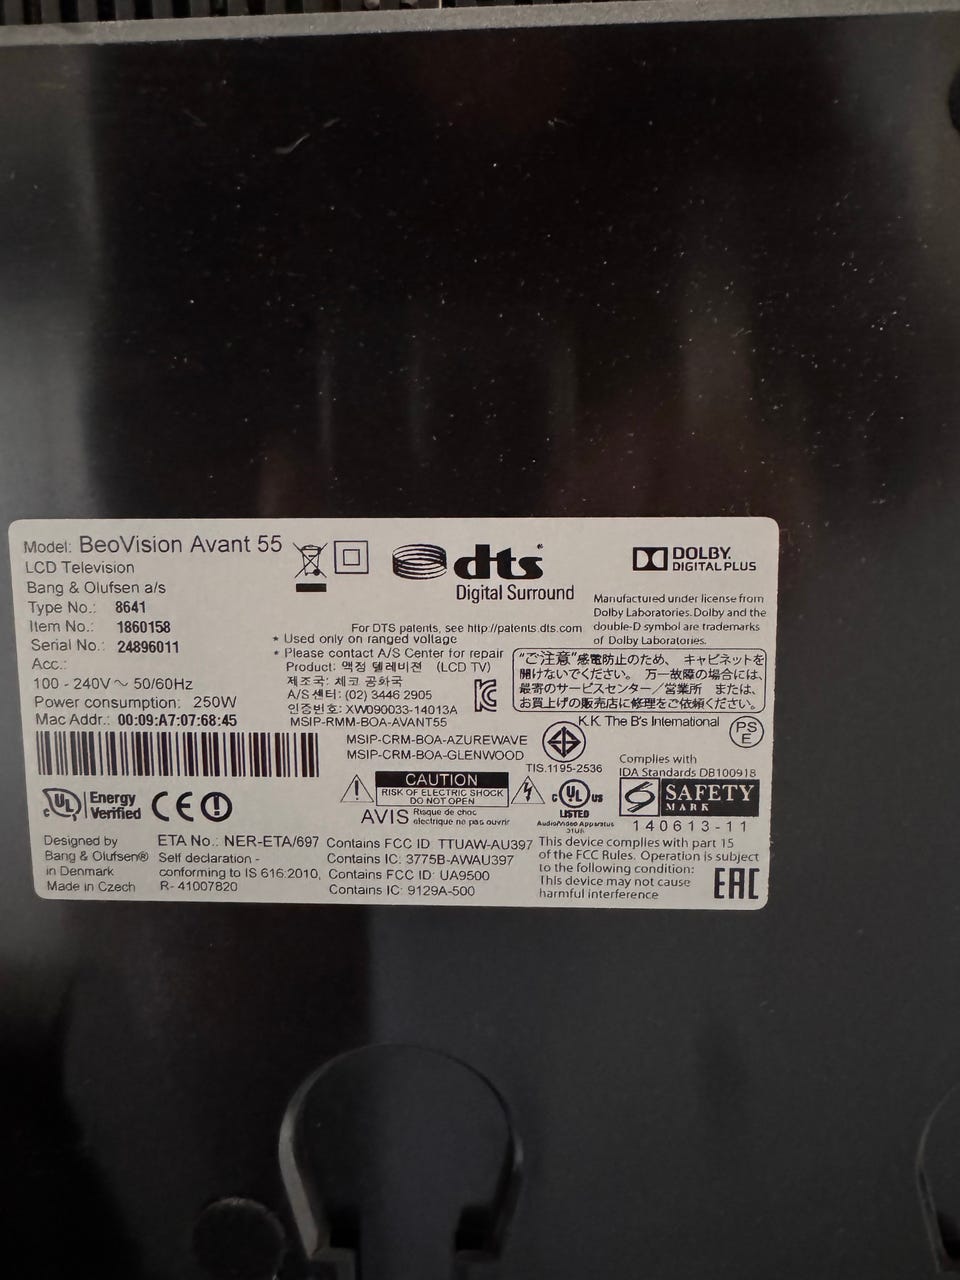 Model: BeoVision Avant 55
LCD Television
Bang & Olufsen a/s
Type No.: 8641
Item No.: 1860158
Serial No.: 24896011
Acc.:
100 - 240V ~ 50/60Hz
Power consumption: 250W
Mac Addr.: 00:09:A7:07:68:45
dts
Digital Surround
For DTS patents, see http://patents.dts.com
DOLBY.
DIGITAL PLUS
Manufactured under license from
Dolby Laboratories. Dolby and the
double-D symbol are trademarks
of Dolby Laboratories.
* Used only on ranged voltage
* Please contact A/S Center for repair
Product: 액정 텔레비젼 (LCD TV)
제조국: 체코 공화국
A/S 센터: (02) 3446 2905
인증번호: XW090033-14013A
MSIP-RMM-BOA-AVANT55
MSIP-CRM-BOA-AZUREWAVE
MSIP-CRM-BOA-GLENWOOD
"ご注意"感電防止のため、 キャビネットを
開けないでください。 万一故障の場合には、
最寄のサービスセンター／営業所 または、
お買上げの販売店に修理をご依頼ください。
K.K. The B's International
PS
E
TIS.1195-2536
Complies with
IDA Standards DB100918
SAFETY
MARK
140613-11
c UL us
LISTED
Audio/Video Apparatus
CAUTION
RISK OF ELECTRIC SHOCK
DO NOT OPEN
AVIS Risque de choc
électrique ne pas ouvrir
c UL Energy
Verified
CE
Designed by
Bang & Olufsen®
in Denmark
Made in Czech
ETA No.: NER-ETA/697
Self declaration -
conforming to IS 616:2010,
R- 41007820
Contains FCC ID TTUAW-AU397
Contains IC: 3775B-AWAU397
Contains FCC ID: UA9500
Contains IC: 9129A-500
This device complies with part 15
of the FCC Rules. Operation is subject
to the following condition:
This device may not cause
harmful interference
EAC